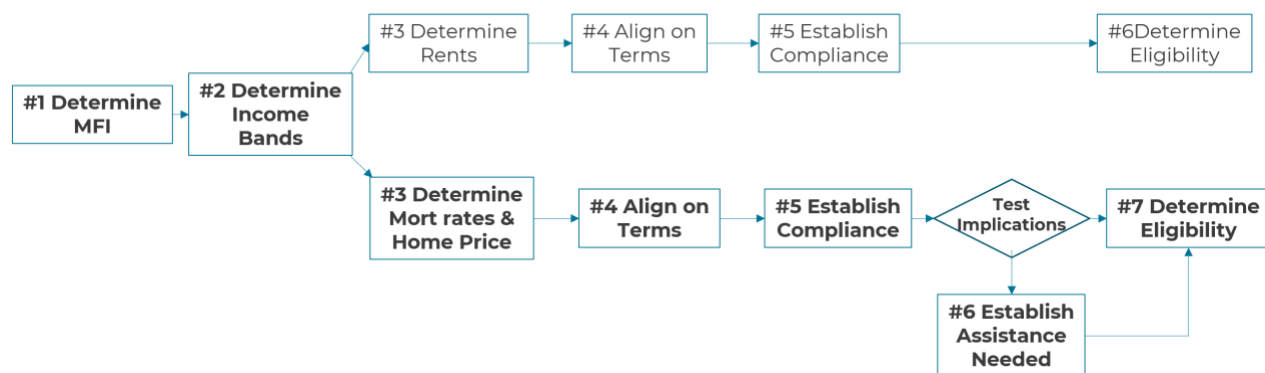 #3 Determine
Rents
#4 Align on
Terms
#5 Establish
Compliance
#6Determine
Eligibility
#1 Determine
MFI
#2 Determine
Income
Bands
#3 Determine
Mort rates &
Home Price
#4 Align on
Terms
#5 Establish
Compliance
Test
Implications
#7 Determine
Eligibility
#6 Establish
Assistance
Needed